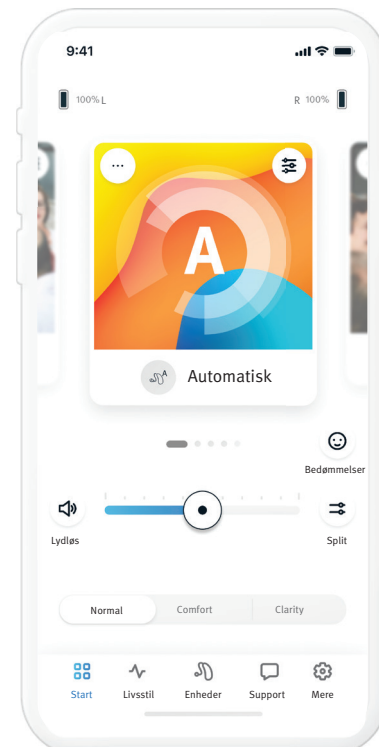 9:41
100% L
R 100%
A
A
Automatisk
Bedømmelser
Lydløs
Split
Normal
Comfort
Clarity
Start
Livsstil
Enheder
Support
Mere